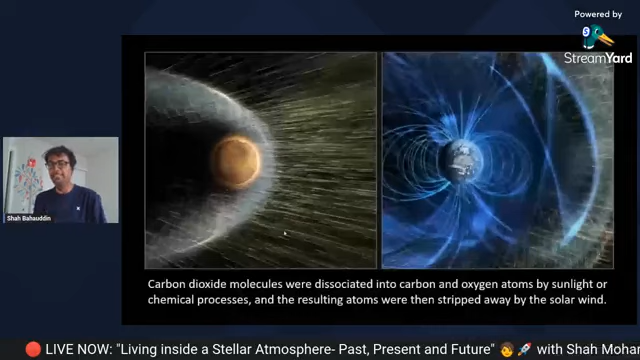 Powered by
StreamYard
Shah Bahauddin
Carbon dioxide molecules were dissociated into carbon and oxygen atoms by sunlight or
chemical processes, and the resulting atoms were then stripped away by the solar wind.
LIVE NOW: "Living inside a Stellar Atmosphere- Past, Present and Future" 🧑‍🚀 🚀 with Shah Mohar